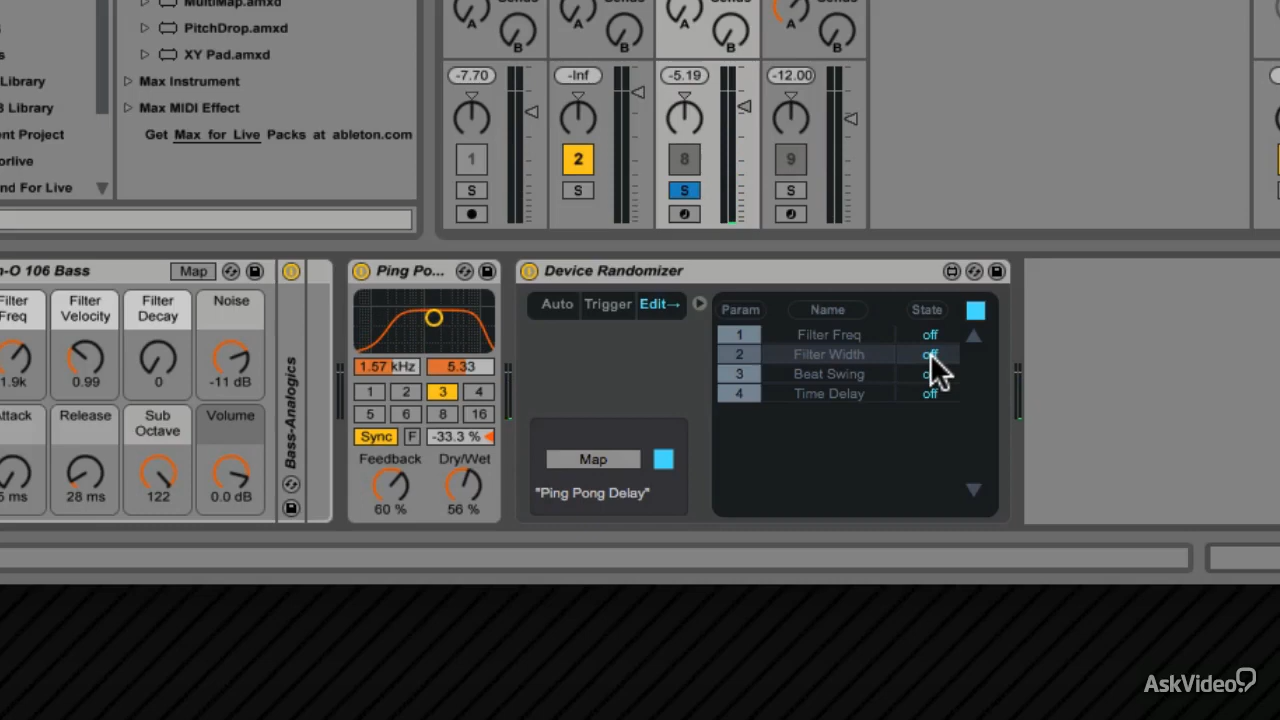 MultiMap.amxd
PitchDrop.amxd
XY Pad.amxd
Library
Max Instrument
Library
Max MIDI Effect
Project
Get Max for Live Packs at ableton.com
nd For Live
A B A B A B A B
-7.70 -Inf -5.19 -12.00
1 2 8 9
S S S S
O 106 Bass
Map
Filter Freq
Filter Velocity
Filter Decay
Noise
1.9k 0.99 0 -11 dB
Attack
Release
Sub Octave
Volume
ms 28 ms 122 0.0 dB
Bass-Analogics
Ping Po...
1.57 kHz 5.33
1 2 3 4
5 6 8 16
Sync F -33.3 %
Feedback Dry/Wet
60 % 56 %
Device Randomizer
Auto Trigger Edit→
Map
"Ping Pong Delay"
Param Name State
1 Filter Freq off
2 Filter Width off
3 Beat Swing
4 Time Delay off
AskVideo